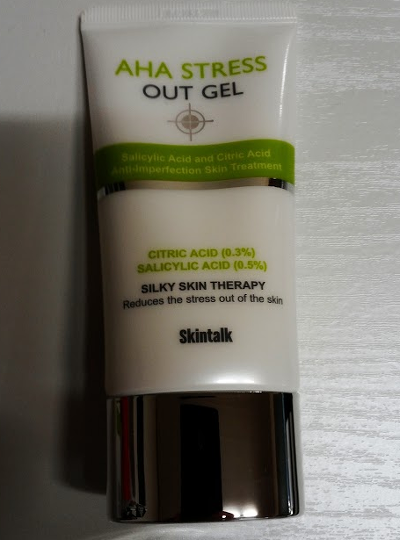 AHA STRESS
OUT GEL
Salicylic Acid and Citric Acid
Anti-Imperfection Skin Treatment
CITRIC ACID (0.3%)
SALICYLIC ACID (0.5%)
SILKY SKIN THERAPY
Reduces the stress out of the skin
Skintalk